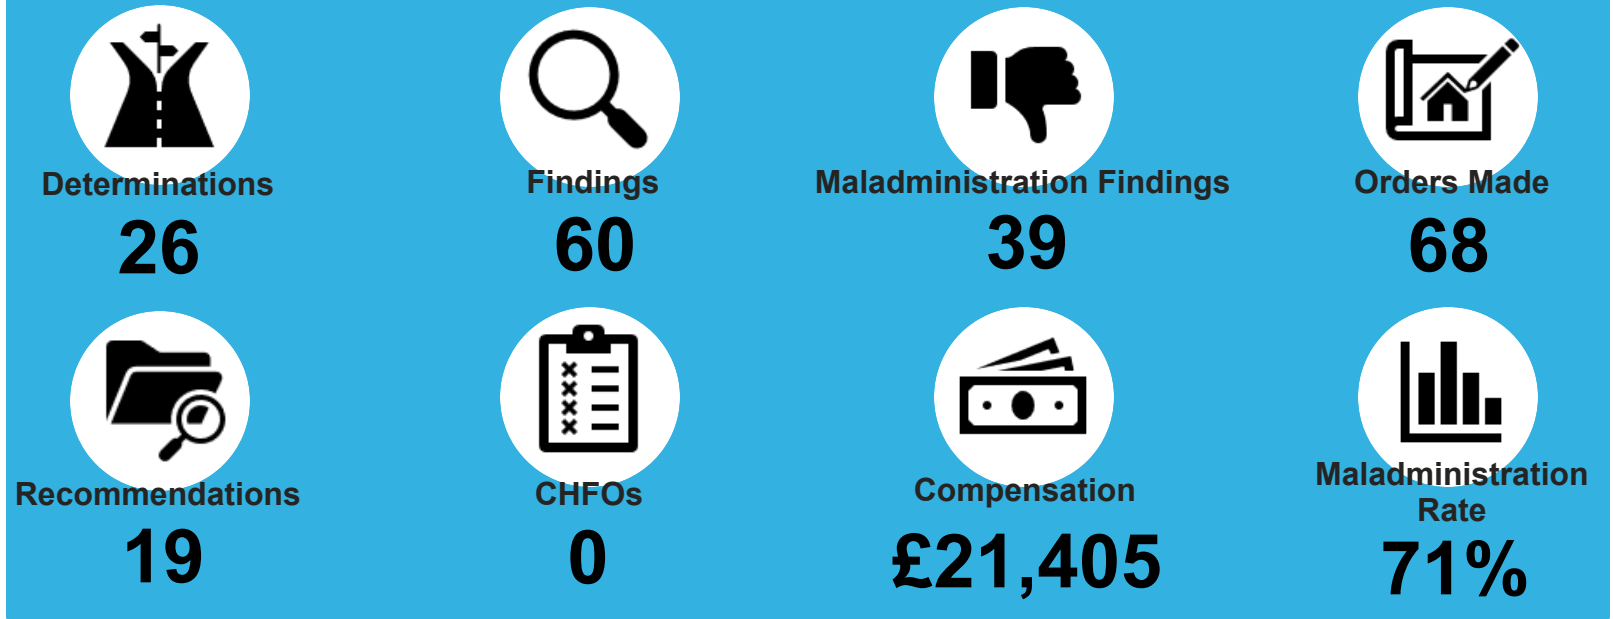 Determinations
26
Findings
60
Maladministration Findings
39
Orders Made
68
Recommendations
19
CHFOs
0
Compensation
£21,405
Maladministration
Rate
71%